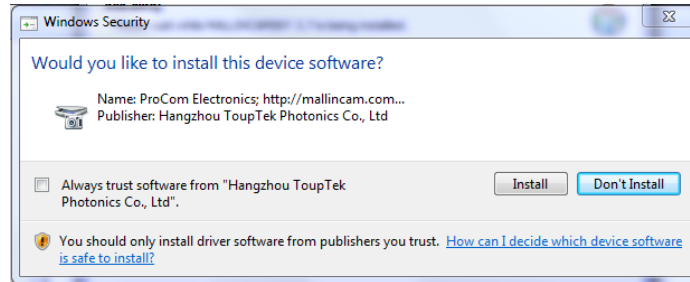 Windows Security
Would you like to install this device software?
Name: ProCom Electronics; http://mallincam.com...
Publisher: Hangzhou ToupTek Photonics Co., Ltd
Always trust software from "Hangzhou ToupTek
Photonics Co., Ltd".
Install
Don't Install
You should only install driver software from publishers you trust. How can I decide which device software
is safe to install?